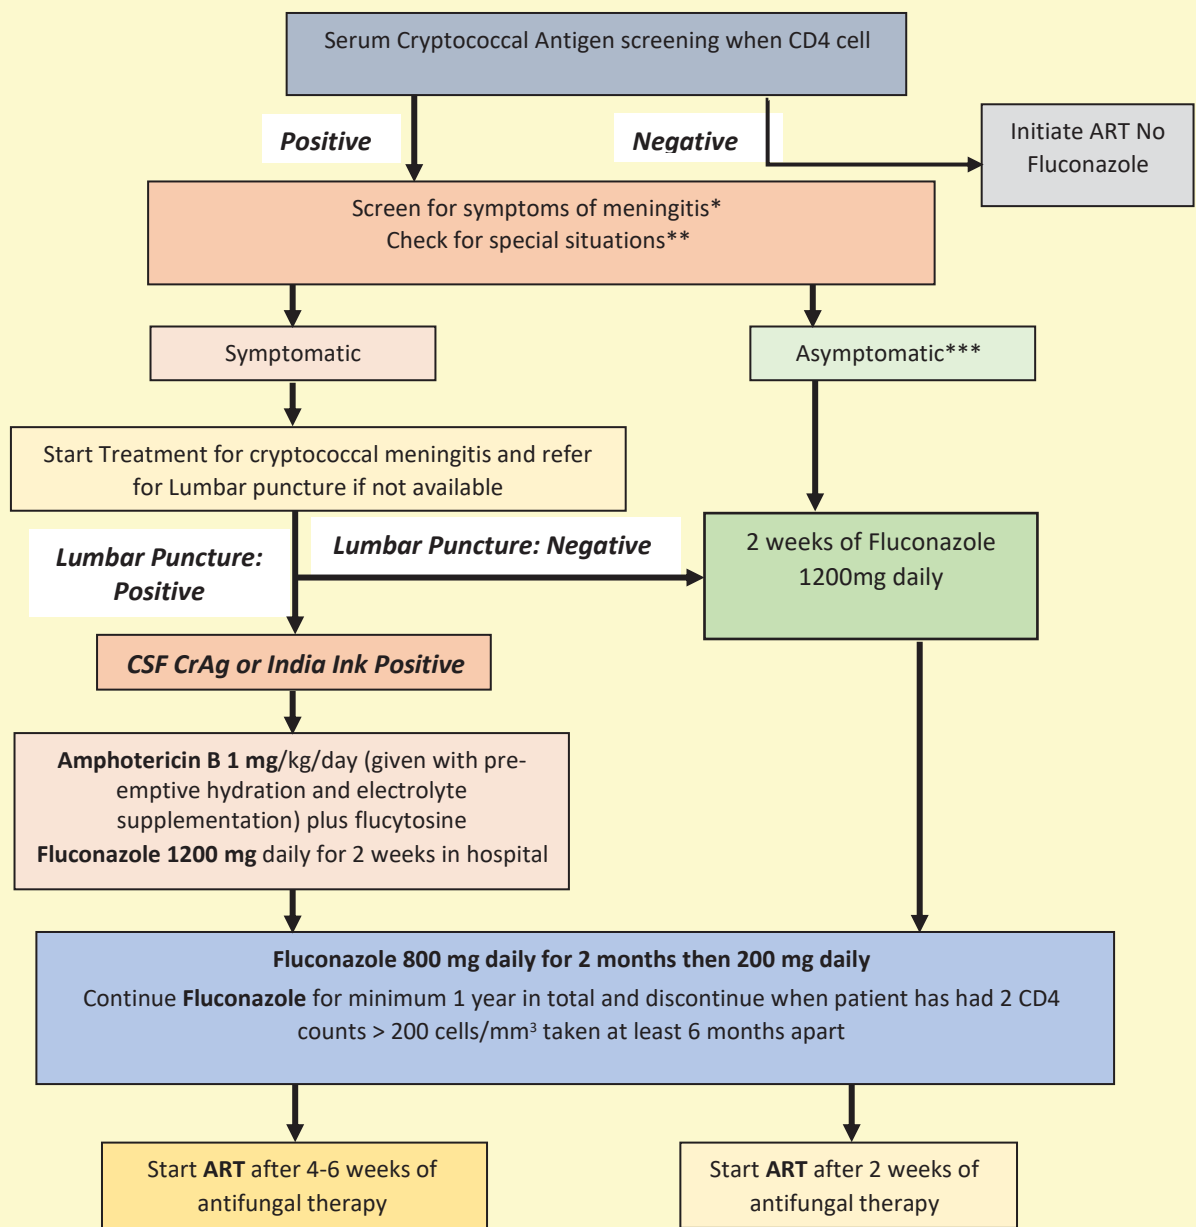 Serum Cryptococcal Antigen screening when CD4 cell
Positive
Negative
Initiate ART No
Fluconazole
Screen for symptoms of meningitis*
Check for special situations**
Symptomatic
Asymptomatic***
Start Treatment for cryptococcal meningitis and refer
for Lumbar puncture if not available
Lumbar Puncture:
Positive
Lumbar Puncture: Negative
2 weeks of Fluconazole
1200mg daily
CSF CrAg or India Ink Positive
Amphotericin B 1 mg/kg/day (given with pre-
emptive hydration and electrolyte
supplementation) plus flucytosine
Fluconazole 1200 mg daily for 2 weeks in hospital
Fluconazole 800 mg daily for 2 months then 200 mg daily
Continue Fluconazole for minimum 1 year in total and discontinue when patient has had 2 CD4
counts > 200 cells/mm³ taken at least 6 months apart
Start ART after 4-6 weeks of
antifungal therapy
Start ART after 2 weeks of
antifungal therapy